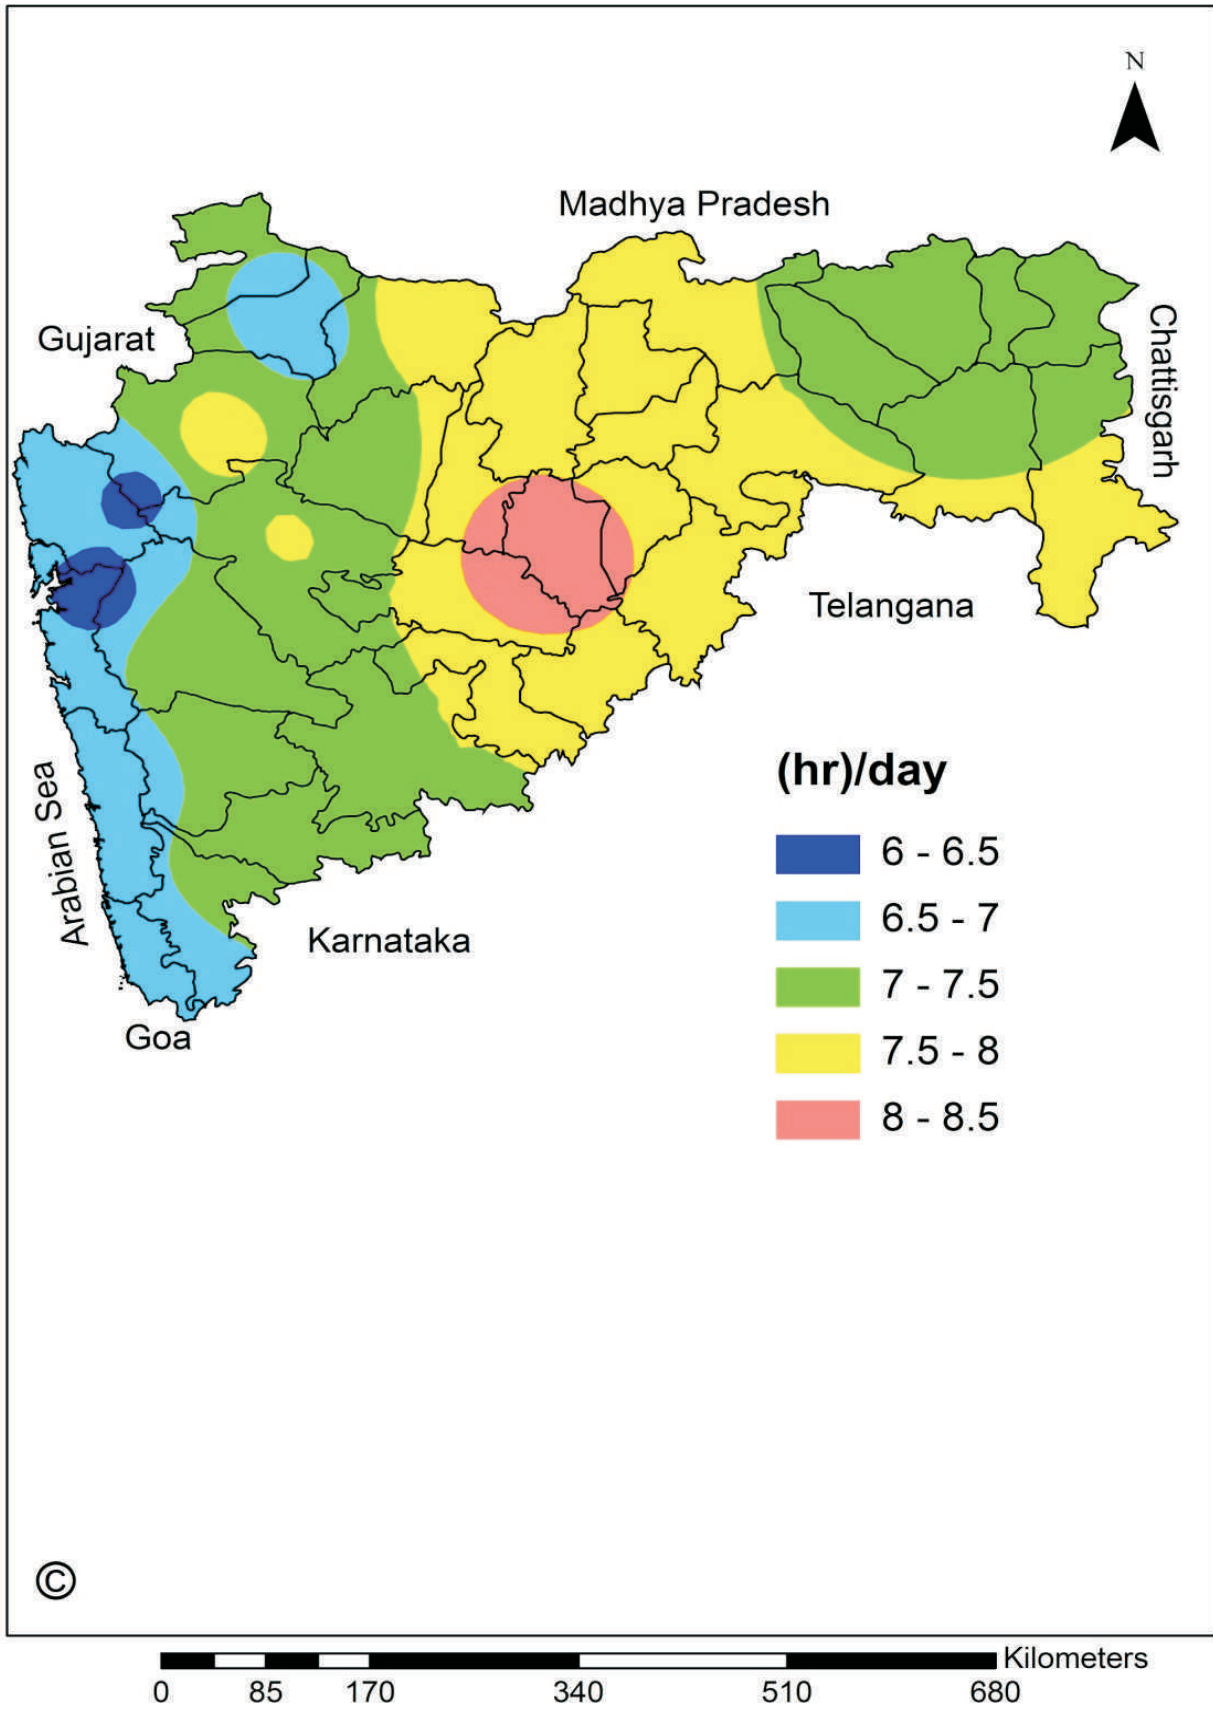 N
Madhya Pradesh
Gujarat
Chattisgarh
Telangana
Arabian Sea
Karnataka
Goa
(hr)/day
6 - 6.5
6.5 - 7
7 - 7.5
7.5 - 8
8 - 8.5
©
Kilometers
0 85 170 340 510 680